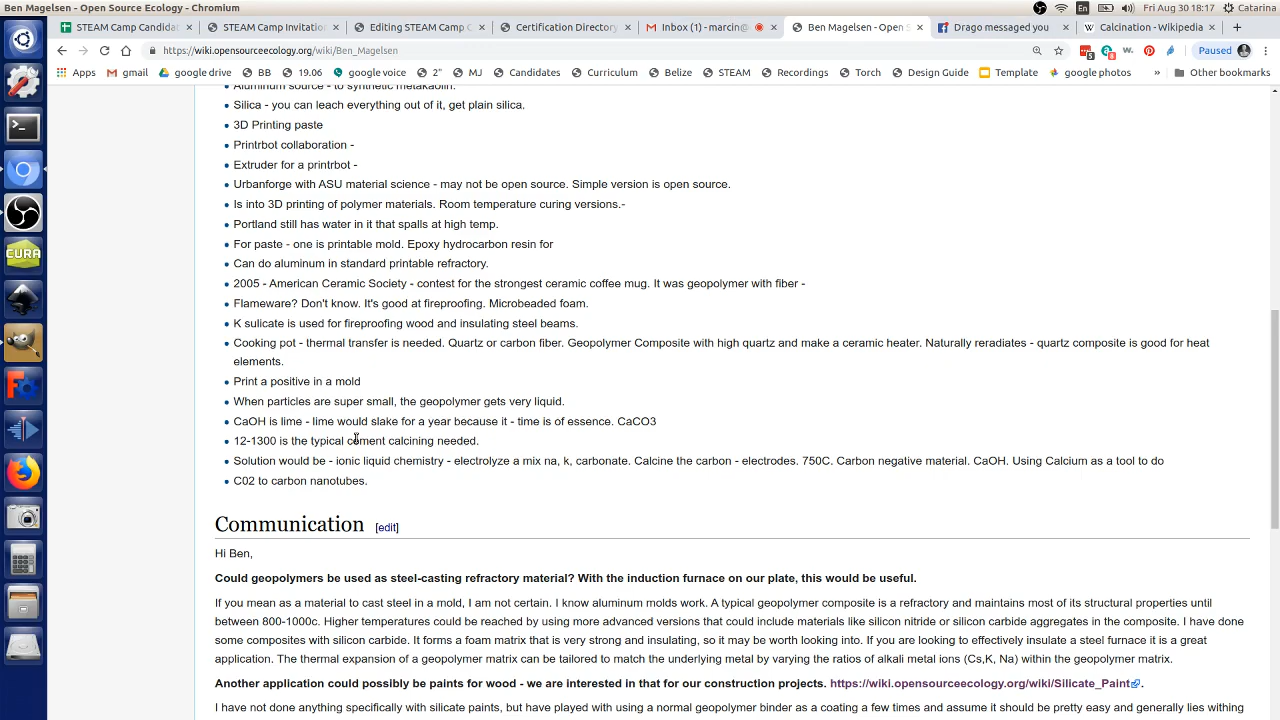 Ben Magelsen - Open Source Ecology - Chromium
En
Fri Aug 30 18:17
Catarina
STEAM Camp Candida
STEAM Camp Invitation
Editing STEAM Camp C
Certification Directory
Inbox (1) - marcin@
Ben Magelsen - Open S
Drago messaged you
Calcination - Wikipedia
https://wiki.opensourceecology.org/wiki/Ben_Magelsen
Paused
Apps
gmail
google drive
BB
19.06
google voice
2"
MJ
Candidates
Curriculum
Belize
STEAM
Recordings
Torch
Design Guide
Template
google photos
»
Other bookmarks
Aluminum source - to synthetic metakaolin.
Silica - you can leach everything out of it, get plain silica.
3D Printing paste
Printrbot collaboration -
Extruder for a printrbot -
Urbanforge with ASU material science - may not be open source. Simple version is open source.
Is into 3D printing of polymer materials. Room temperature curing versions.-
Portland still has water in it that spalls at high temp.
For paste - one is printable mold. Epoxy hydrocarbon resin for
Can do aluminum in standard printable refractory.
2005 - American Ceramic Society - contest for the strongest ceramic coffee mug. It was geopolymer with fiber -
Flameware? Don't know. It's good at fireproofing. Microbeaded foam.
K sulicate is used for fireproofing wood and insulating steel beams.
Cooking pot - thermal transfer is needed. Quartz or carbon fiber. Geopolymer Composite with high quartz and make a ceramic heater. Naturally reradiates - quartz composite is good for heat
elements.
Print a positive in a mold
When particles are super small, the geopolymer gets very liquid.
CaOH is lime - lime would slake for a year because it - time is of essence. CaCO3
12-1300 is the typical cement calcining needed.
Solution would be - ionic liquid chemistry - electrolyze a mix na, k, carbonate. Calcine the carbon - electrodes. 750C. Carbon negative material. CaOH. Using Calcium as a tool to do
C02 to carbon nanotubes.
Communication [edit]
Hi Ben,
Could geopolymers be used as steel-casting refractory material? With the induction furnace on our plate, this would be useful.
If you mean as a material to cast steel in a mold, I am not certain. I know aluminum molds work. A typical geopolymer composite is a refractory and maintains most of its structural properties until
between 800-1000c. Higher temperatures could be reached by using more advanced versions that could include materials like silicon nitride or silicon carbide aggregates in the composite. I have done
some composites with silicon carbide. It forms a foam matrix that is very strong and insulating, so it may be worth looking into. If you are looking to effectively insulate a steel furnace it is a great
application. The thermal expansion of a geopolymer matrix can be tailored to match the underlying metal by varying the ratios of alkali metal ions (Cs,K, Na) within the geopolymer matrix.
Another application could possibly be paints for wood - we are interested in that for our construction projects. https://wiki.opensourceecology.org/wiki/Silicate_Paint .
I have not done anything specifically with silicate paints, but have played with using a normal geopolymer binder as a coating a few times and assume it should be pretty easy and generally lies withing
CURA